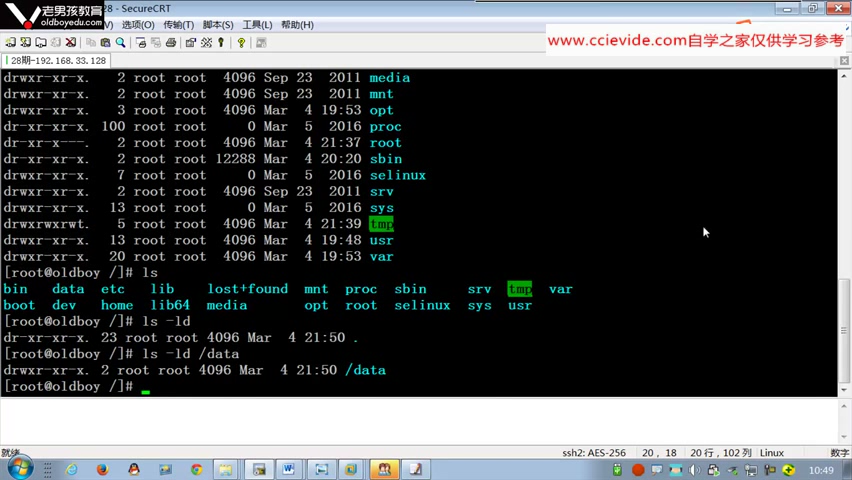 老男孩教育
oldboyedu.com
28 - SecureCRT
选项(O) 传输(T) 脚本(S) 工具(L) 帮助(H)
www.ccievide.com自学之家仅供学习参考
28期-192.168.33.128
drwxr-xr-x. 2 root root 4096 Sep 23 2011 media
drwxr-xr-x. 2 root root 4096 Sep 23 2011 mnt
drwxr-xr-x. 3 root root 4096 Mar 4 19:53 opt
dr-xr-xr-x. 100 root root 0 Mar 5 2016 proc
dr-xr-x---. 2 root root 4096 Mar 4 21:37 root
dr-xr-xr-x. 2 root root 12288 Mar 4 20:20 sbin
drwxr-xr-x. 7 root root 0 Mar 5 2016 selinux
drwxr-xr-x. 2 root root 4096 Sep 23 2011 srv
drwxr-xr-x. 13 root root 0 Mar 5 2016 sys
drwxrwxrwt. 5 root root 4096 Mar 4 21:39 tmp
drwxr-xr-x. 13 root root 4096 Mar 4 19:48 usr
drwxr-xr-x. 20 root root 4096 Mar 4 19:53 var
[root@oldboy /]# ls
bin data etc lib lost+found mnt proc sbin srv tmp var
boot dev home lib64 media opt root selinux sys usr
[root@oldboy /]# ls -ld
dr-xr-xr-x. 23 root root 4096 Mar 4 21:50 .
[root@oldboy /]# ls -ld /data
drwxr-xr-x. 2 root root 4096 Mar 4 21:50 /data
[root@oldboy /]#
就绪 ssh2: AES-256 20, 18 20 行, 102 列 Linux 数字
10:49